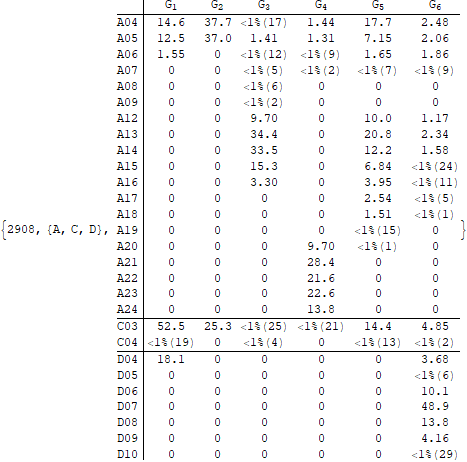 G1 G2 G3 G4 G5 G6
A04 14.6 37.7 <1%(17) 1.44 17.7 2.48
A05 12.5 37.0 1.41 1.31 7.15 2.06
A06 1.55 0 <1%(12) <1%(9) 1.65 1.86
A07 0 0 <1%(5) <1%(2) <1%(7) <1%(9)
A08 0 0 <1%(6) 0 0 0
A09 0 0 <1%(2) 0 0 0
A12 0 0 9.70 0 10.0 1.17
A13 0 0 34.4 0 20.8 2.34
A14 0 0 33.5 0 12.2 1.58
A15 0 0 15.3 0 6.84 <1%(24)
A16 0 0 3.30 0 3.95 <1%(11)
A17 0 0 0 0 2.54 <1%(5)
A18 0 0 0 0 1.51 <1%(1)
{2908, {A, C, D}, A19 0 0 0 0 <1%(15) 0 }
A20 0 0 0 9.70 <1%(1) 0
A21 0 0 0 28.4 0 0
A22 0 0 0 21.6 0 0
A23 0 0 0 22.6 0 0
A24 0 0 0 13.8 0 0
C03 52.5 25.3 <1%(25) <1%(21) 14.4 4.85
C04 <1%(19) 0 <1%(4) 0 <1%(13) <1%(2)
D04 18.1 0 0 0 0 3.68
D05 0 0 0 0 0 <1%(6)
D06 0 0 0 0 0 10.1
D07 0 0 0 0 0 48.9
D08 0 0 0 0 0 13.8
D09 0 0 0 0 0 4.16
D10 0 0 0 0 0 <1%(29)